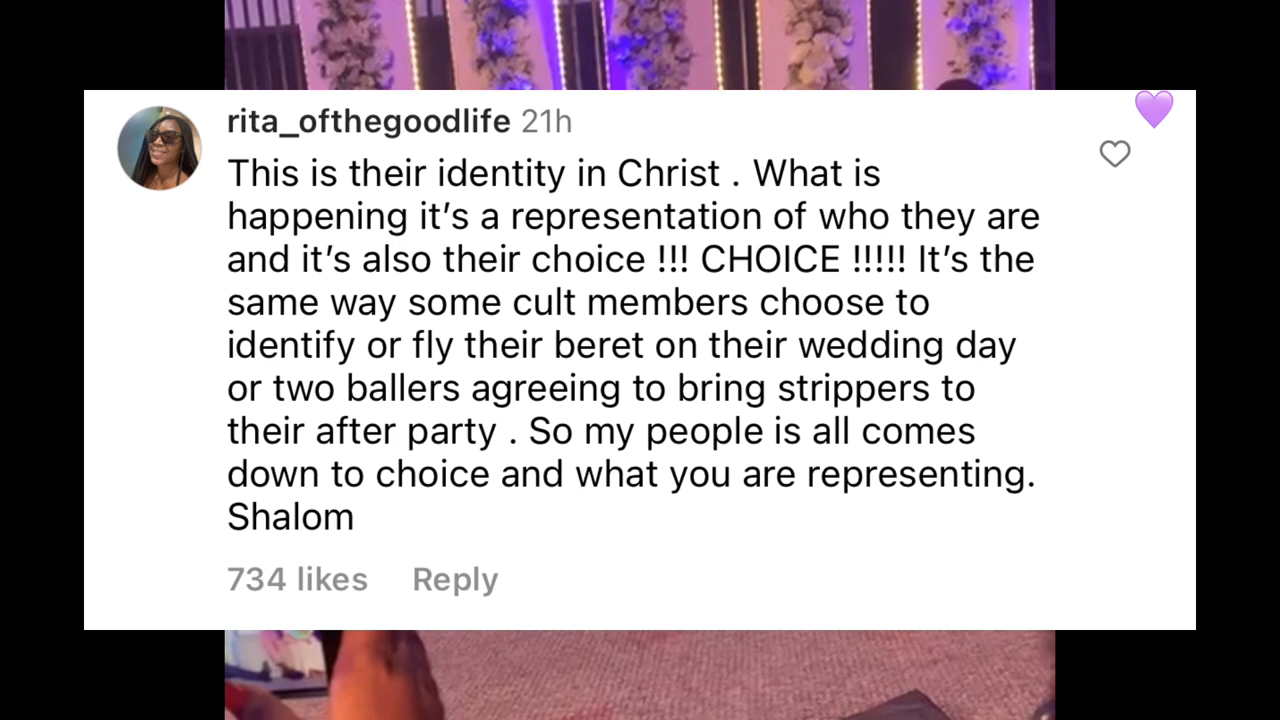 rita_ofthegoodlife 21h
This is their identity in Christ . What is
happening it’s a representation of who they are
and it’s also their choice !!! CHOICE !!!!! It’s the
same way some cult members choose to
identify or fly their beret on their wedding day
or two ballers agreeing to bring strippers to
their after party . So my people is all comes
down to choice and what you are representing.
Shalom
734 likes Reply